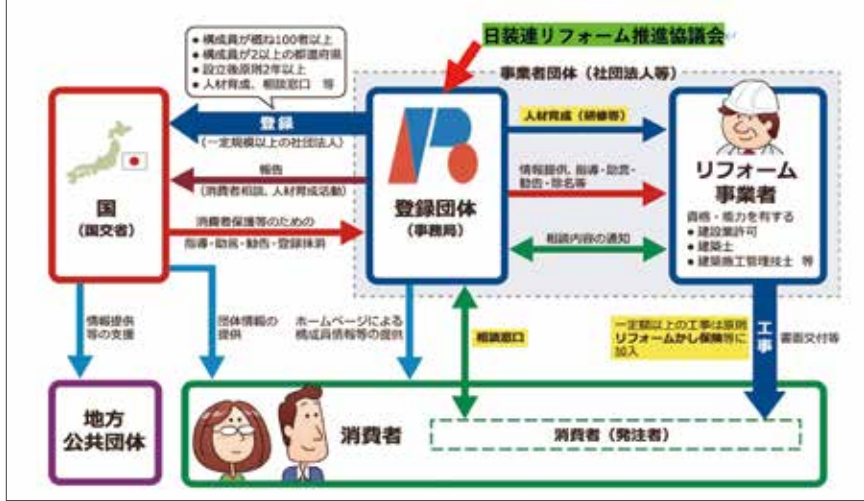 日装連リフォーム推進協議会
● 構成員が概ね100者以上
● 構成員が2以上の都道府県
● 設立後原則2年以上
● 人材育成、相談窓口 等
事業者団体(社団法人等)
登録
(一定規模以上の社団法人)
報告
(消費者相談、人材育成活動)
消費者保護等のための
指導・助言・勧告・登録抹消
国
(国交省)
登録団体
(事務局)
人材育成(研修等)
情報提供、指導・助言・
勧告・除名等
相談内容の通知
リフォーム
事業者
資格・能力を有する
● 建設業許可
● 建築士
● 建築施工管理技士 等
情報提供
等の支援
団体情報の
提供
ホームページによる
構成員情報等の提供
相談窓口
一定額以上の工事は原則
リフォームかし保険等に
加入
工事
書面交付等
地方
公共団体
消費者
消費者(発注者)